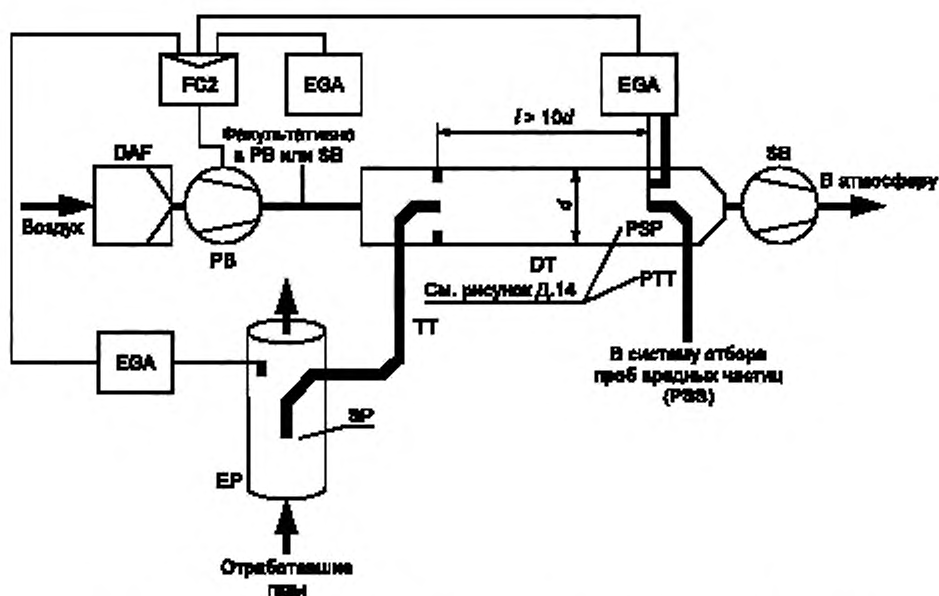 FC2
EGA
EGA
l > 10d
Факультативно
к PB или SB
DAF
SB
В атмосферу
Воздух
d
PSP
PB
DT
См. рисунок Д.14
PTT
TT
EGA
В систему отбора
проб вредных частиц
(PSS)
SP
EP
Отработавшие
газы